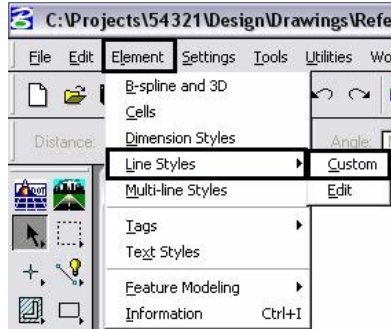 C:\Projects\54321\Design\Drawings\Refe
File Edit Element Settings Tools Utilities Wo
B-spline and 3D
Cells
Dimension Styles
Distance:
Angle:
Line Styles
Custom
Multi-line Styles
Edit
Tags
Text Styles
Feature Modeling
Information Ctrl+I